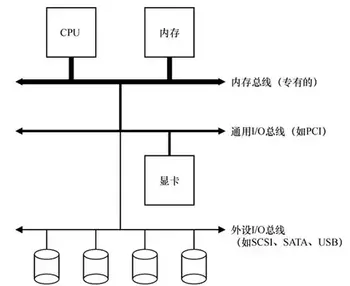 CPU
内存
内存总线（专有的）
通用I/O总线（如PCI）
显卡
外设I/O总线
（如SCSI、SATA、USB）